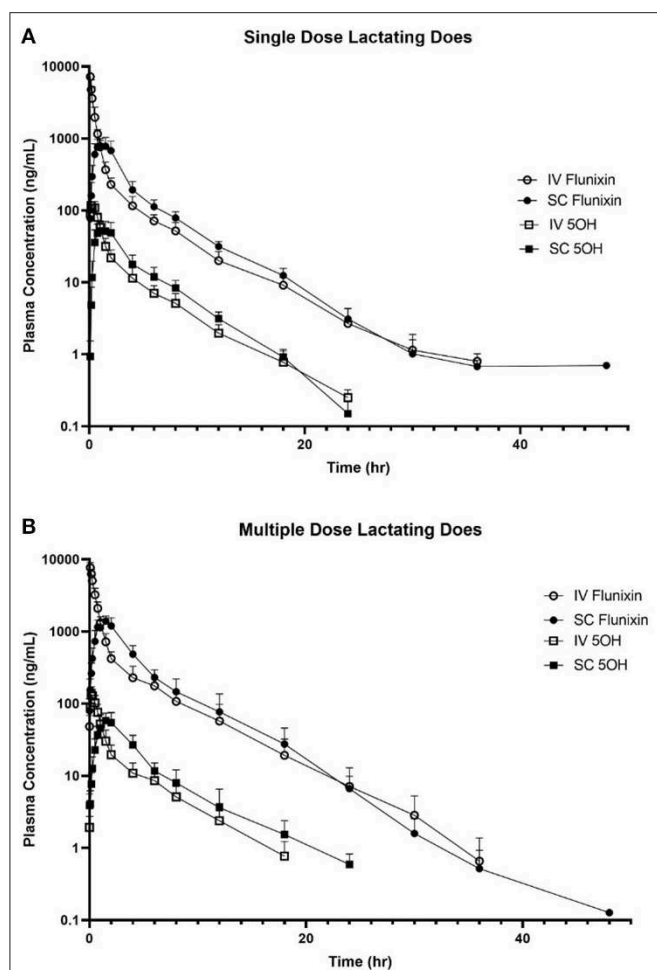 A
Single Dose Lactating Does
10000
1000
100
10
1
0.1
Plasma Concentration (ng/mL)
IV Flunixin
SC Flunixin
IV 5OH
SC 5OH
0
20
40
Time (hr)
B
Multiple Dose Lactating Does
10000
1000
100
10
1
0.1
Plasma Concentration (ng/mL)
IV Flunixin
SC Flunixin
IV 5OH
SC 5OH
0
20
40
Time (hr)